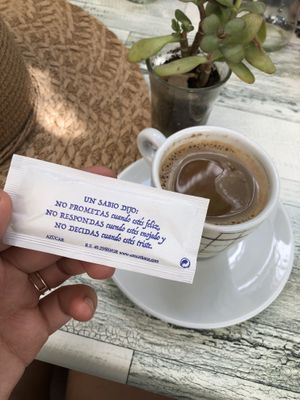 UN SABIO DIJO:
NO PROMETAS cuando estés feliz,
NO RESPONDAS cuando estés enojado y
NO DECIDAS cuando estés triste.
AZÚCAR